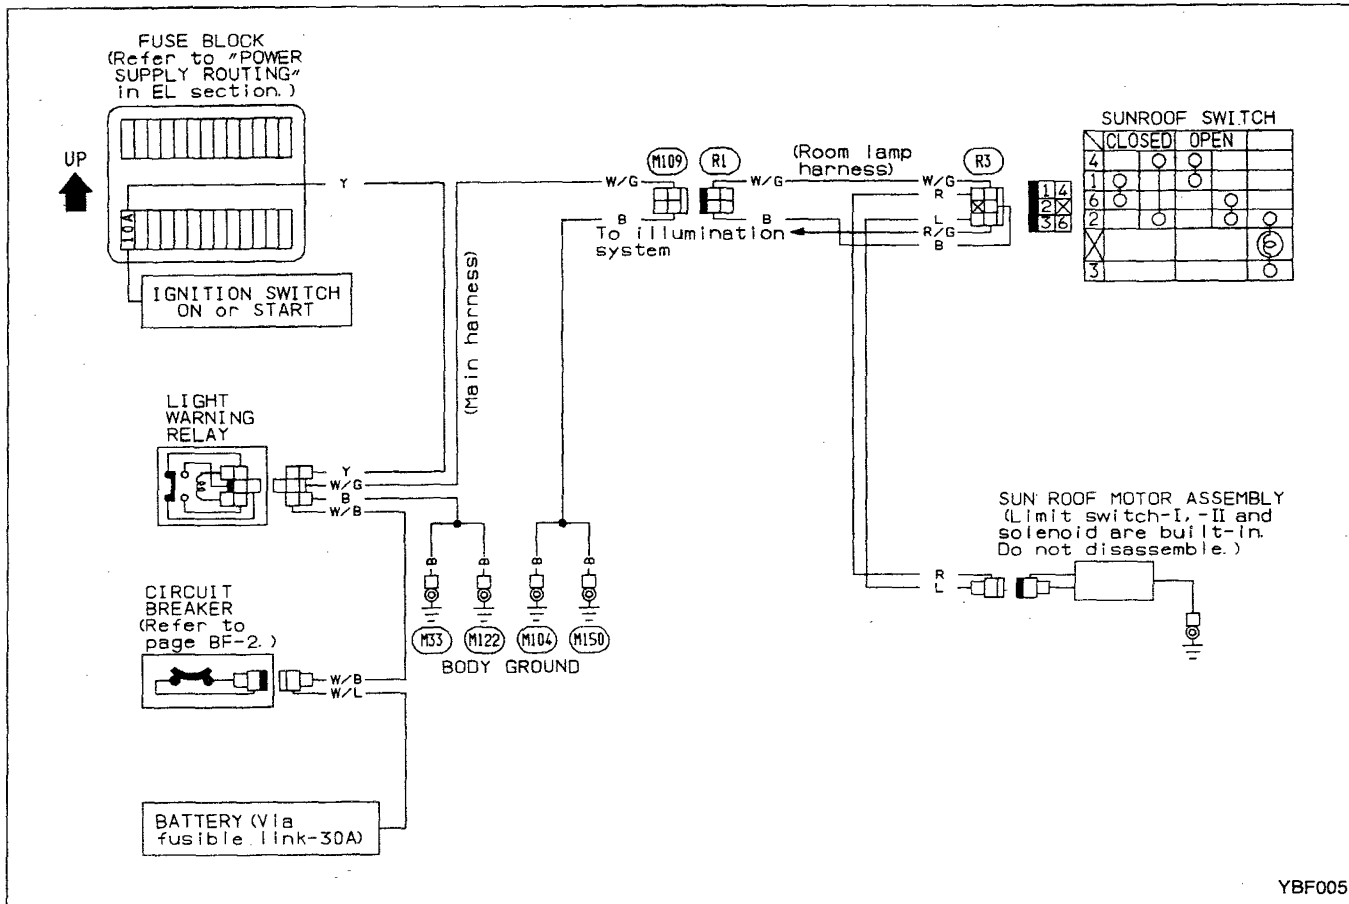 FUSE BLOCK
(Refer to "POWER
SUPPLY ROUTING"
in EL section.)
UP
10A
Y
IGNITION SWITCH
ON or START
(Main harness)
LIGHT
WARNING
RELAY
Y
W/G
B
W/B
CIRCUIT
BREAKER
(Refer to
page BF-2.)
W/B
W/L
BATTERY (Via
fusible link-30A)
B
B
B
B
M33
M122
M104
M150
BODY GROUND
M109
R1
(Room lamp
harness)
R3
W/G
W/G
W/G
R
B
B
L
R/G
B
To illumination
system
1 4
2
3 6
SUNROOF SWITCH
CLOSED OPEN
4
1
6
2
3
SUN ROOF MOTOR ASSEMBLY
(Limit switch-I, -II and
solenoid are built-in.
Do not disassemble.)
R
L
YBF005